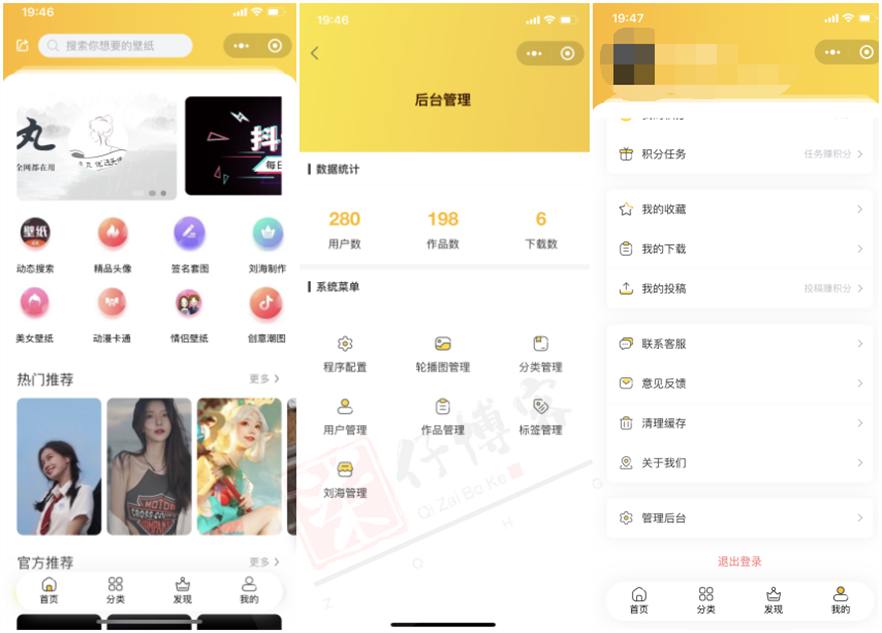 19:46
搜索你想要的壁纸
丸
全网都在用
抖
每日
动态搜索
精品头像
签名套图
刘海制作
壁纸
美女壁纸
动漫卡通
情侣壁纸
创意潮图
热门推荐
更多
MOTOR
COMPANY
官方推荐
更多
首页
分类
发现
我的
19:46
后台管理
数据统计
280
198
6
用户数
作品数
下载数
系统菜单
程序配置
轮播图管理
分类管理
用户管理
作品管理
标签管理
刘海管理
仔博客
Qi Zai Bo Ke
Z
Q
H
G
19:47
积分任务
任务赚积分
我的收藏
我的下载
我的投稿
投稿赚积分
联系客服
意见反馈
清理缓存
关于我们
管理后台
退出登录
首页
分类
发现
我的